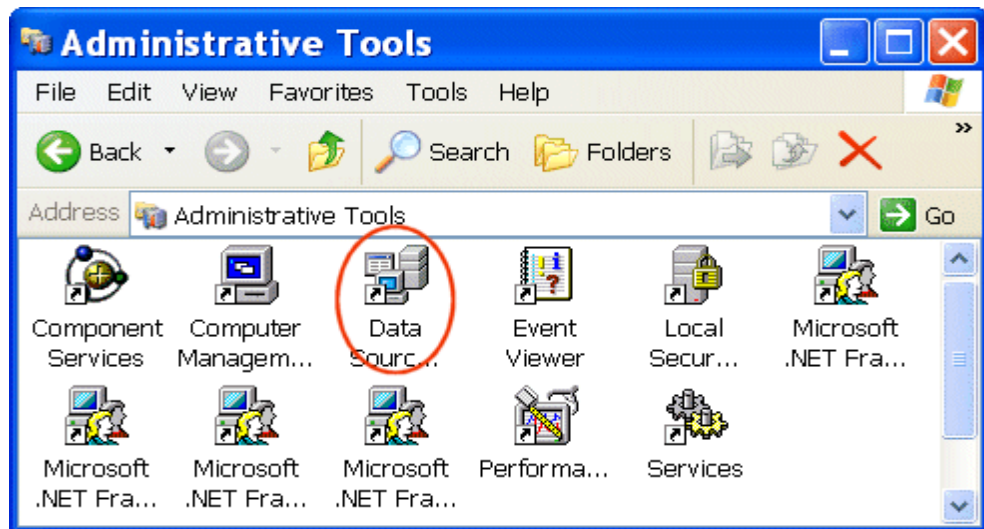 Administrative Tools
File Edit View Favorites Tools Help
Back Search Folders »
Address Administrative Tools Go
Component Computer Data Event Local Microsoft
Services Managem... Sourc... Viewer Secur... .NET Fra...
Microsoft Microsoft Microsoft Performa... Services
.NET Fra... .NET Fra... .NET Fra...